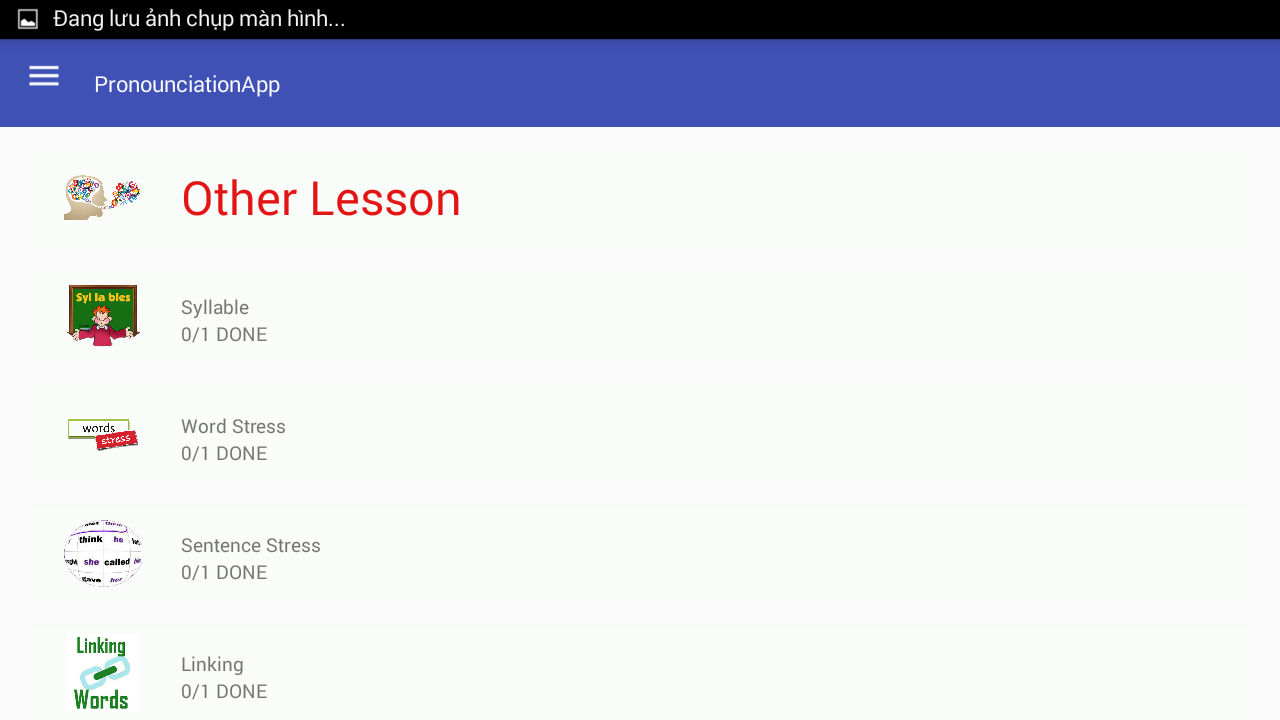 Đang lưu ảnh chụp màn hình...
PronounciationApp
Other Lesson
Syl la bles
Syllable
0/1 DONE
words
stress
Word Stress
0/1 DONE
think he
she called
gave her
Sentence Stress
0/1 DONE
Linking
Words
Linking
0/1 DONE